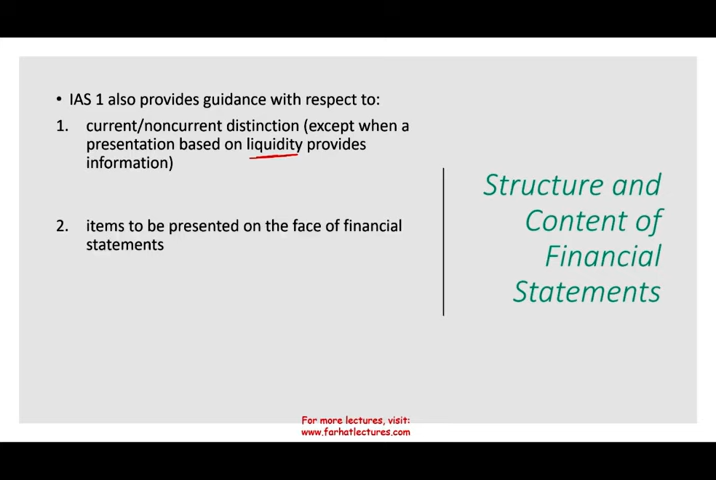 • IAS 1 also provides guidance with respect to:
1. current/noncurrent distinction (except when a
presentation based on liquidity provides
information)
2. items to be presented on the face of financial
statements
Structure and
Content of
Financial
Statements
For more lectures, visit:
www.farhatlectures.com